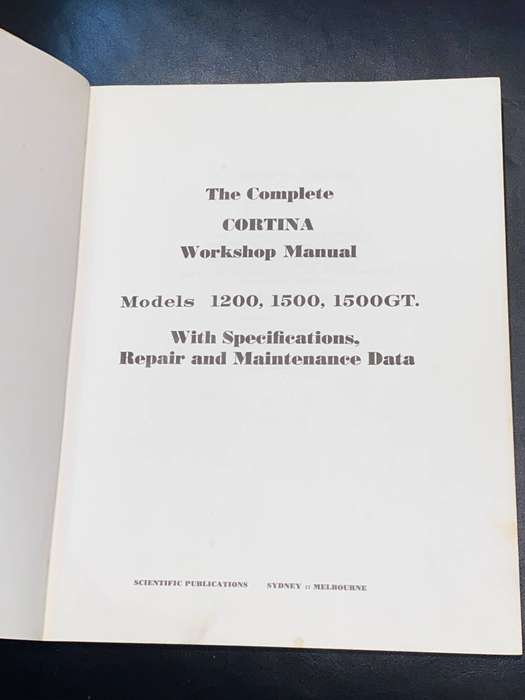 The Complete
CORTINA
Workshop Manual
Models 1200, 1500, 1500GT.
With Specifications,
Repair and Maintenance Data
SCIENTIFIC PUBLICATIONS SYDNEY :: MELBOURNE